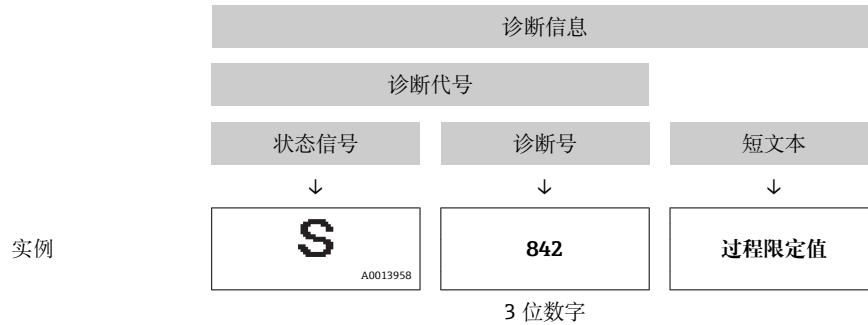 诊断信息
诊断代号
状态信号 诊断号 短文本
↓ ↓ ↓
实例 S 842 过程限定值
A0013958
3 位数字